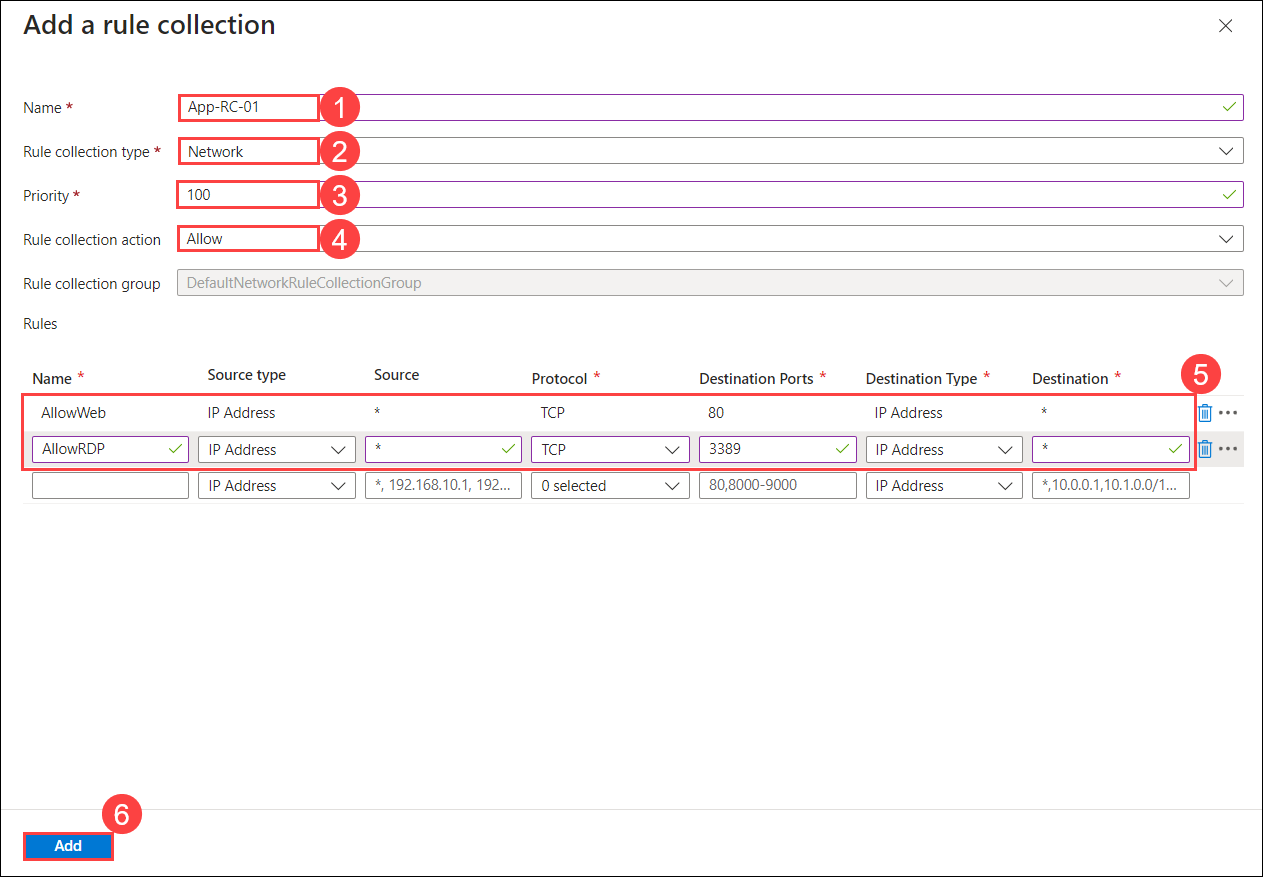 Add a rule collection
Name *
App-RC-01
1
Rule collection type *
Network
2
Priority *
100
3
Rule collection action
Allow
4
Rule collection group
DefaultNetworkRuleCollectionGroup
Rules
Name * Source type Source Protocol * Destination Ports * Destination Type * Destination * 5
AllowWeb IP Address * TCP 80 IP Address *
AllowRDP IP Address * TCP 3389 IP Address *
IP Address *, 192.168.10.1, 192... 0 selected 80,8000-9000 IP Address *,10.0.0.1,10.1.0.0/1...
6
Add